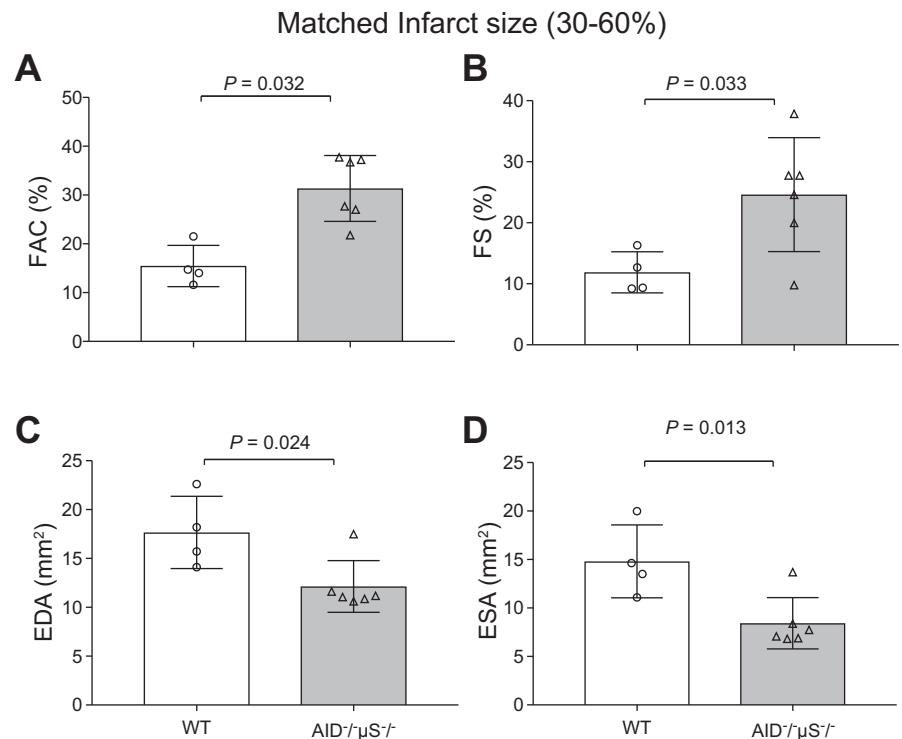 Matched Infarct size (30-60%)
A
P = 0.032
FAC (%)
50
40
30
20
10
0
B
P = 0.033
FS (%)
40
30
20
10
0
C
P = 0.024
EDA (mm²)
25
20
15
10
5
0
WT
AID⁻/⁻µS⁻/⁻
D
P = 0.013
ESA (mm²)
25
20
15
10
5
0
WT
AID⁻/⁻µS⁻/⁻